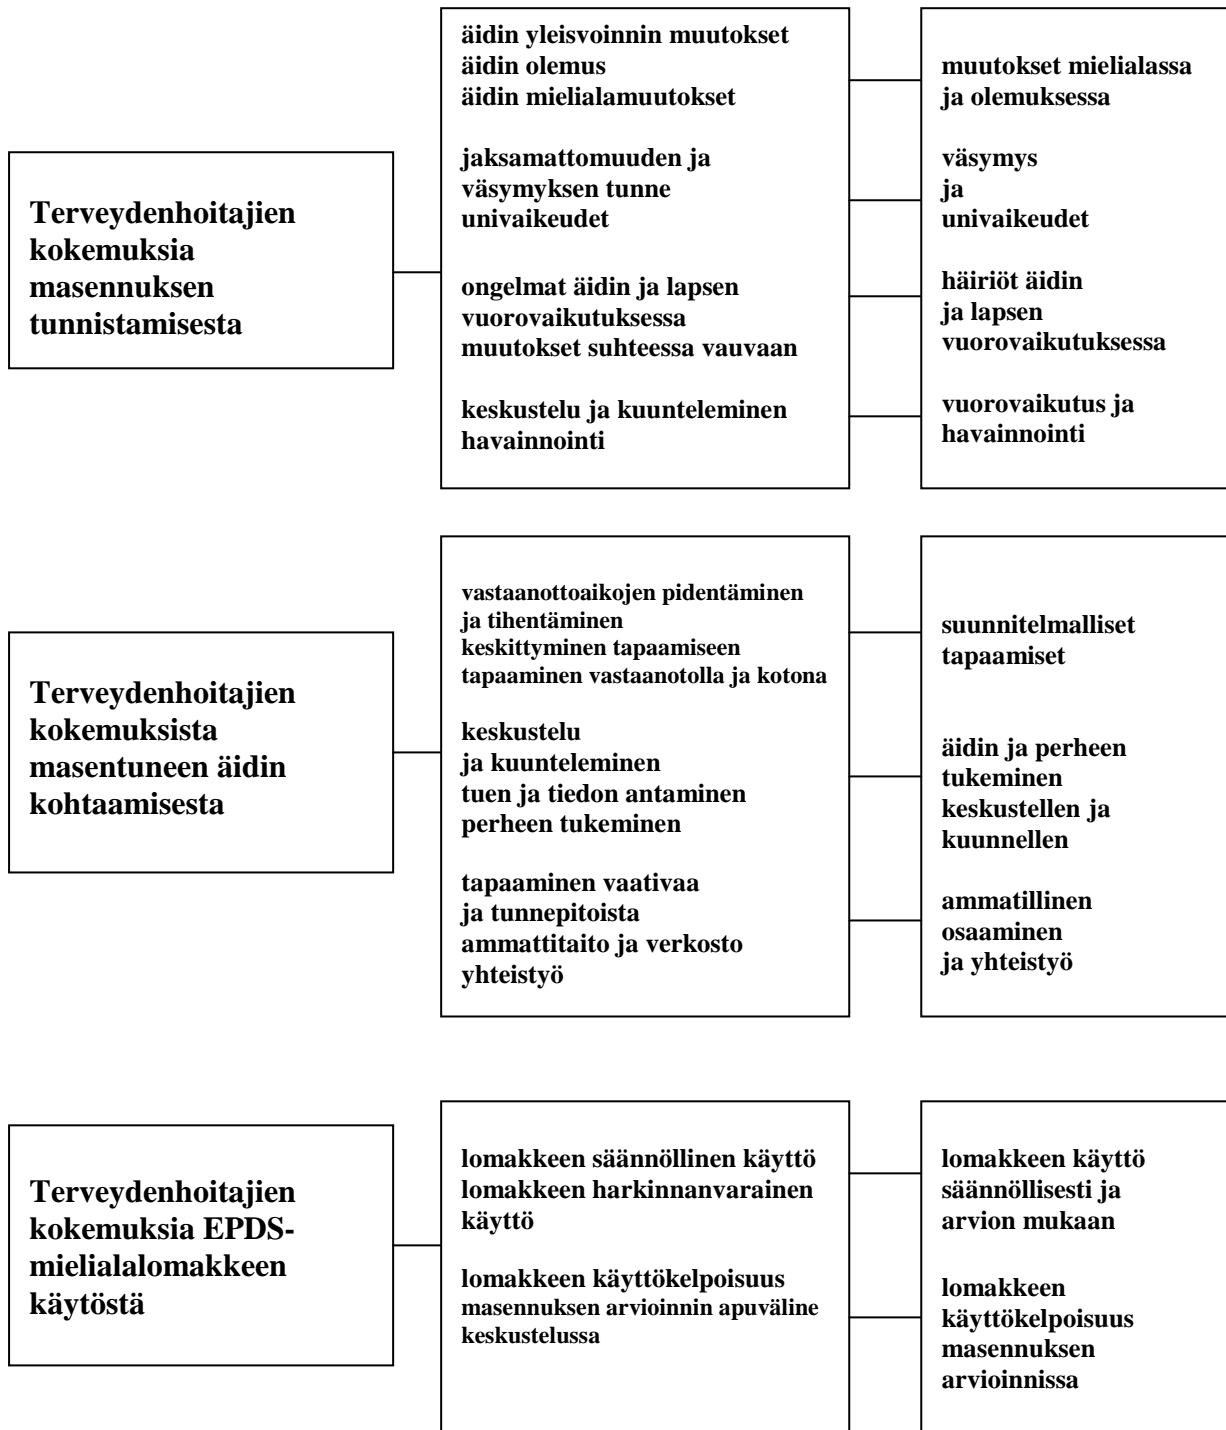 Terveydenhoitajien
kokemuksia
masennuksen
tunnistamisesta
äidin yleisvoinnin muutokset
äidin olemus
äidin mielialamuutokset
jaksamattomuuden ja
väsymyksen tunne
univaikeudet
ongelmat äidin ja lapsen
vuorovaikutuksessa
muutokset suhteessa vauvaan
keskustelu ja kuunteleminen
havainnointi
muutokset mielialassa
ja olemuksessa
väsymys
ja
univaikeudet
häiriöt äidin
ja lapsen
vuorovaikutuksessa
vuorovaikutus ja
havainnointi
Terveydenhoitajien
kokemuksista
masentuneen äidin
kohtaamisesta
vastaanottoaikojen pidentäminen
ja tihentäminen
keskittyminen tapaamiseen
tapaaminen vastaanotolla ja kotona
keskustelu
ja kuunteleminen
tuen ja tiedon antaminen
perheen tukeminen
tapaaminen vaativaa
ja tunnepitoista
ammattitaito ja verkosto
yhteistyö
suunnitelmalliset
tapaamiset
äidin ja perheen
tukeminen
keskustellen ja
kuunnellen
ammatillinen
osaaminen
ja yhteistyö
Terveydenhoitajien
kokemuksia EPDS-
mielialalomakkeen
käytöstä
lomakkeen säännöllinen käyttö
lomakkeen harkinnanvarainen
käyttö
lomakkeen käyttökelpoisuus
masennuksen arvioinnin apuväline
keskustelussa
lomakkeen käyttö
säännöllisesti ja
arvion mukaan
lomakkeen
käyttökelpoisuus
masennuksen
arvioinnissa